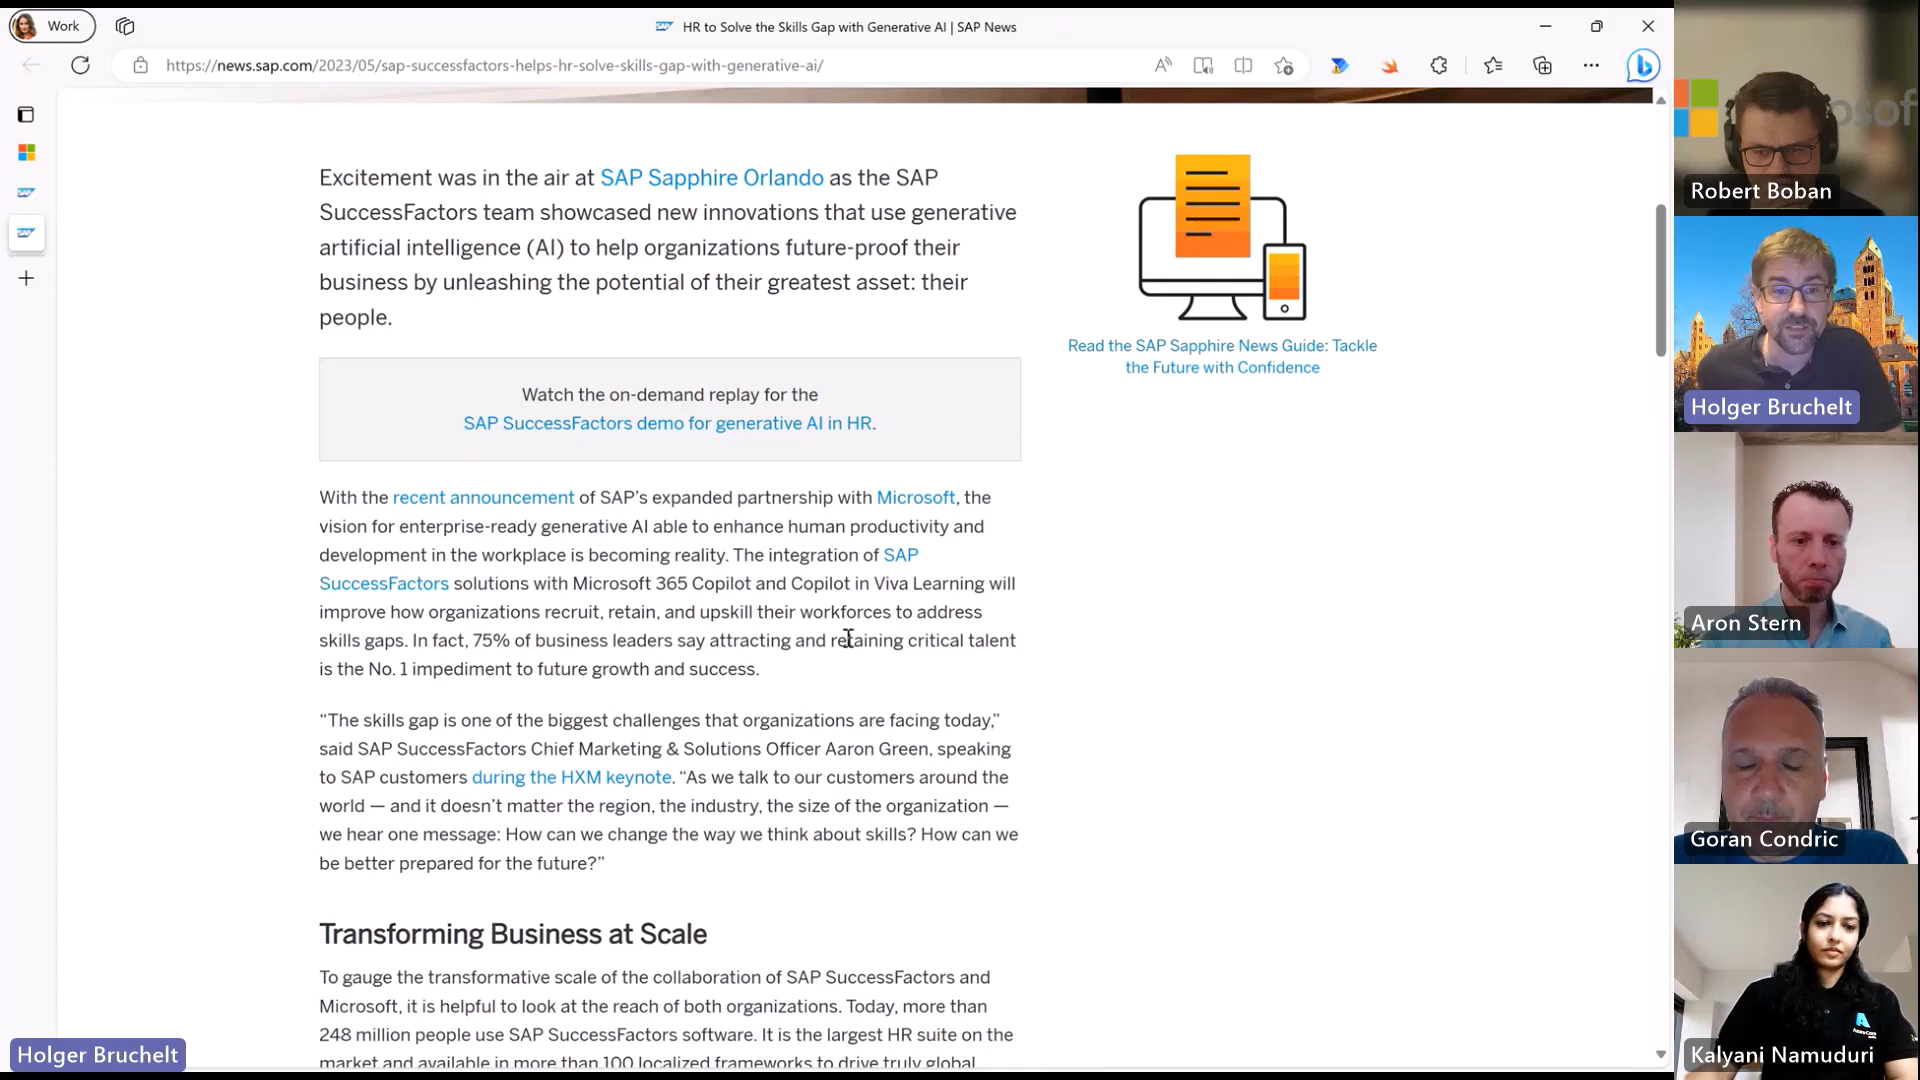 Work
HR to Solve the Skills Gap with Generative AI | SAP News
https://news.sap.com/2023/05/sap-successfactors-helps-hr-solve-skills-gap-with-generative-ai/
Excitement was in the air at SAP Sapphire Orlando as the SAP
SuccessFactors team showcased new innovations that use generative
artificial intelligence (AI) to help organizations future-proof their
business by unleashing the potential of their greatest asset: their
people.
Watch the on-demand replay for the
SAP SuccessFactors demo for generative AI in HR.
With the recent announcement of SAP’s expanded partnership with Microsoft, the
vision for enterprise-ready generative AI able to enhance human productivity and
development in the workplace is becoming reality. The integration of SAP
SuccessFactors solutions with Microsoft 365 Copilot and Copilot in Viva Learning will
improve how organizations recruit, retain, and upskill their workforces to address
skills gaps. In fact, 75% of business leaders say attracting and retaining critical talent
is the No. 1 impediment to future growth and success.
“The skills gap is one of the biggest challenges that organizations are facing today,”
said SAP SuccessFactors Chief Marketing & Solutions Officer Aaron Green, speaking
to SAP customers during the HXM keynote. “As we talk to our customers around the
world — and it doesn’t matter the region, the industry, the size of the organization —
we hear one message: How can we change the way we think about skills? How can we
be better prepared for the future?”
Transforming Business at Scale
To gauge the transformative scale of the collaboration of SAP SuccessFactors and
Microsoft, it is helpful to look at the reach of both organizations. Today, more than
248 million people use SAP SuccessFactors software. It is the largest HR suite on the
market and available in more than 100 localized frameworks to drive truly global
Read the SAP Sapphire News Guide: Tackle
the Future with Confidence
Robert Boban
Holger Bruchelt
Aron Stern
Goran Condric
Kalyani Namuduri
Holger Bruchelt